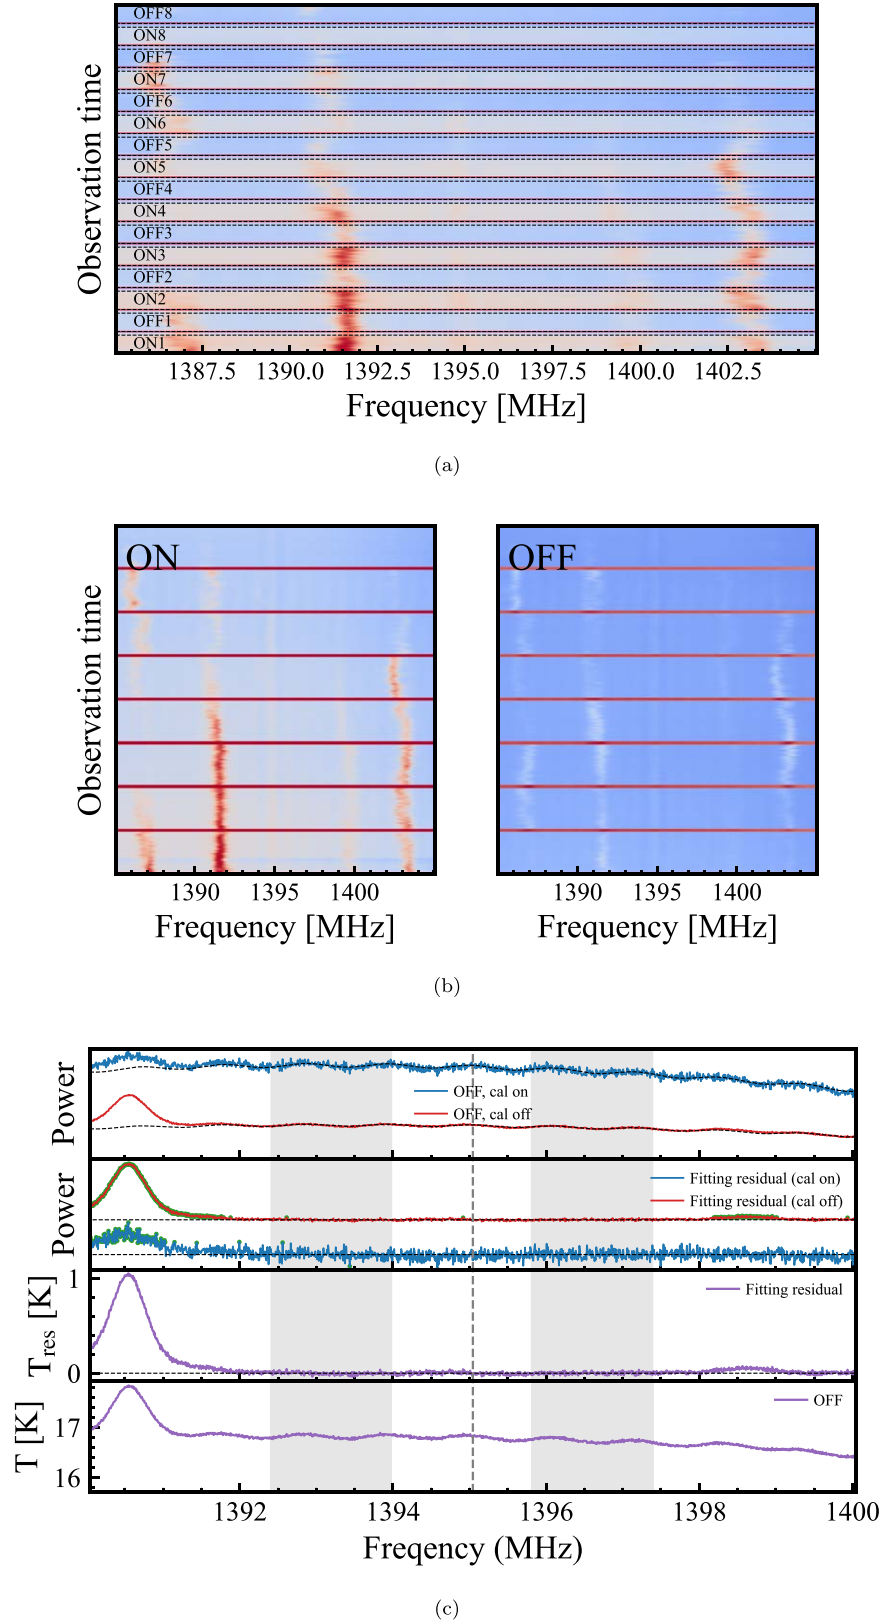 OFF8
ON8
OFF7
ON7
OFF6
ON6
OFF5
ON5
OFF4
ON4
OFF3
ON3
OFF2
ON2
OFF1
ON1
Observation time
1387.5 1390.0 1392.5 1395.0 1397.5 1400.0 1402.5
Frequency [MHz]
(a)
ON OFF
Observation time
1390 1395 1400 1390 1395 1400
Frequency [MHz] Frequency [MHz]
(b)
Power
OFF, cal on
OFF, cal off
Power
Fitting residual (cal on)
Fitting residual (cal off)
Tres [K]
1
0
Fitting residual
T [K]
17
16
OFF
1392 1394 1396 1398 1400
Freqency (MHz)
(c)